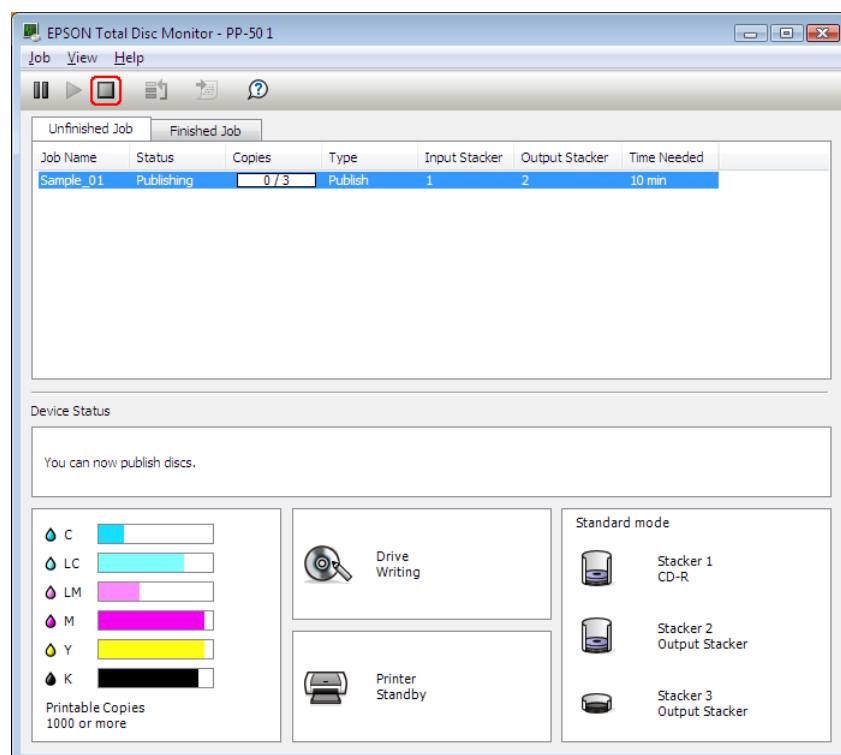 EPSON Total Disc Monitor - PP-50 1
Job View Help
Unfinished Job Finished Job
Job Name Status Copies Type Input Stacker Output Stacker Time Needed
Sample_01 Publishing 0 / 3 Publish 1 2 10 min
Device Status
You can now publish discs.
C
LC
LM
M
Y
K
Printable Copies
1000 or more
Drive
Writing
Printer
Standby
Standard mode
Stacker 1
CD-R
Stacker 2
Output Stacker
Stacker 3
Output Stacker